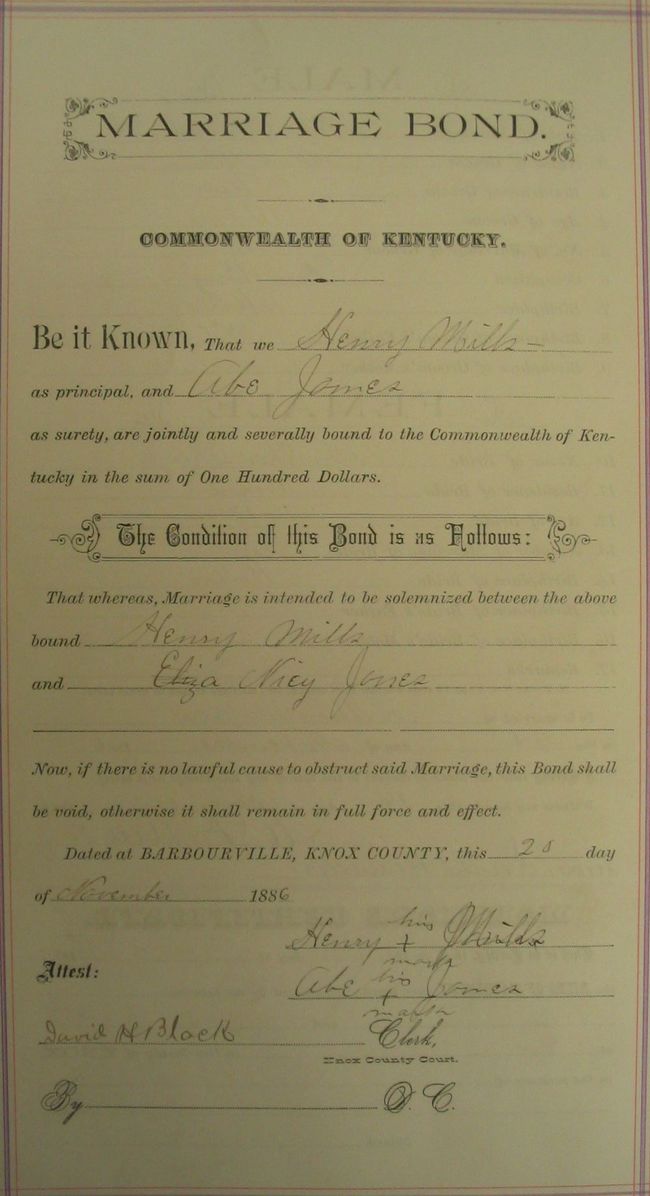 MARRIAGE BOND.
COMMONWEALTH OF KENTUCKY.
Be it Known, That we Henry Mills
as principal, and Abe Jones
as surety, are jointly and severally bound to the Commonwealth of Ken-
tucky in the sum of One Hundred Dollars.
The Condition of this Bond is as Follows:
That whereas, Marriage is intended to be solemnized between the above
bound Henry Mills
and Eliza Nicy Jones
Now, if there is no lawful cause to obstruct said Marriage, this Bond shall
be void, otherwise it shall remain in full force and effect.
Dated at BARBOURVILLE, KNOX COUNTY, this day
of November 1886
his
Henry + Mills
mark
Attest:
his
Abe + Jones
mark
David H Black Clerk,
Knox County Court.
By D. C.